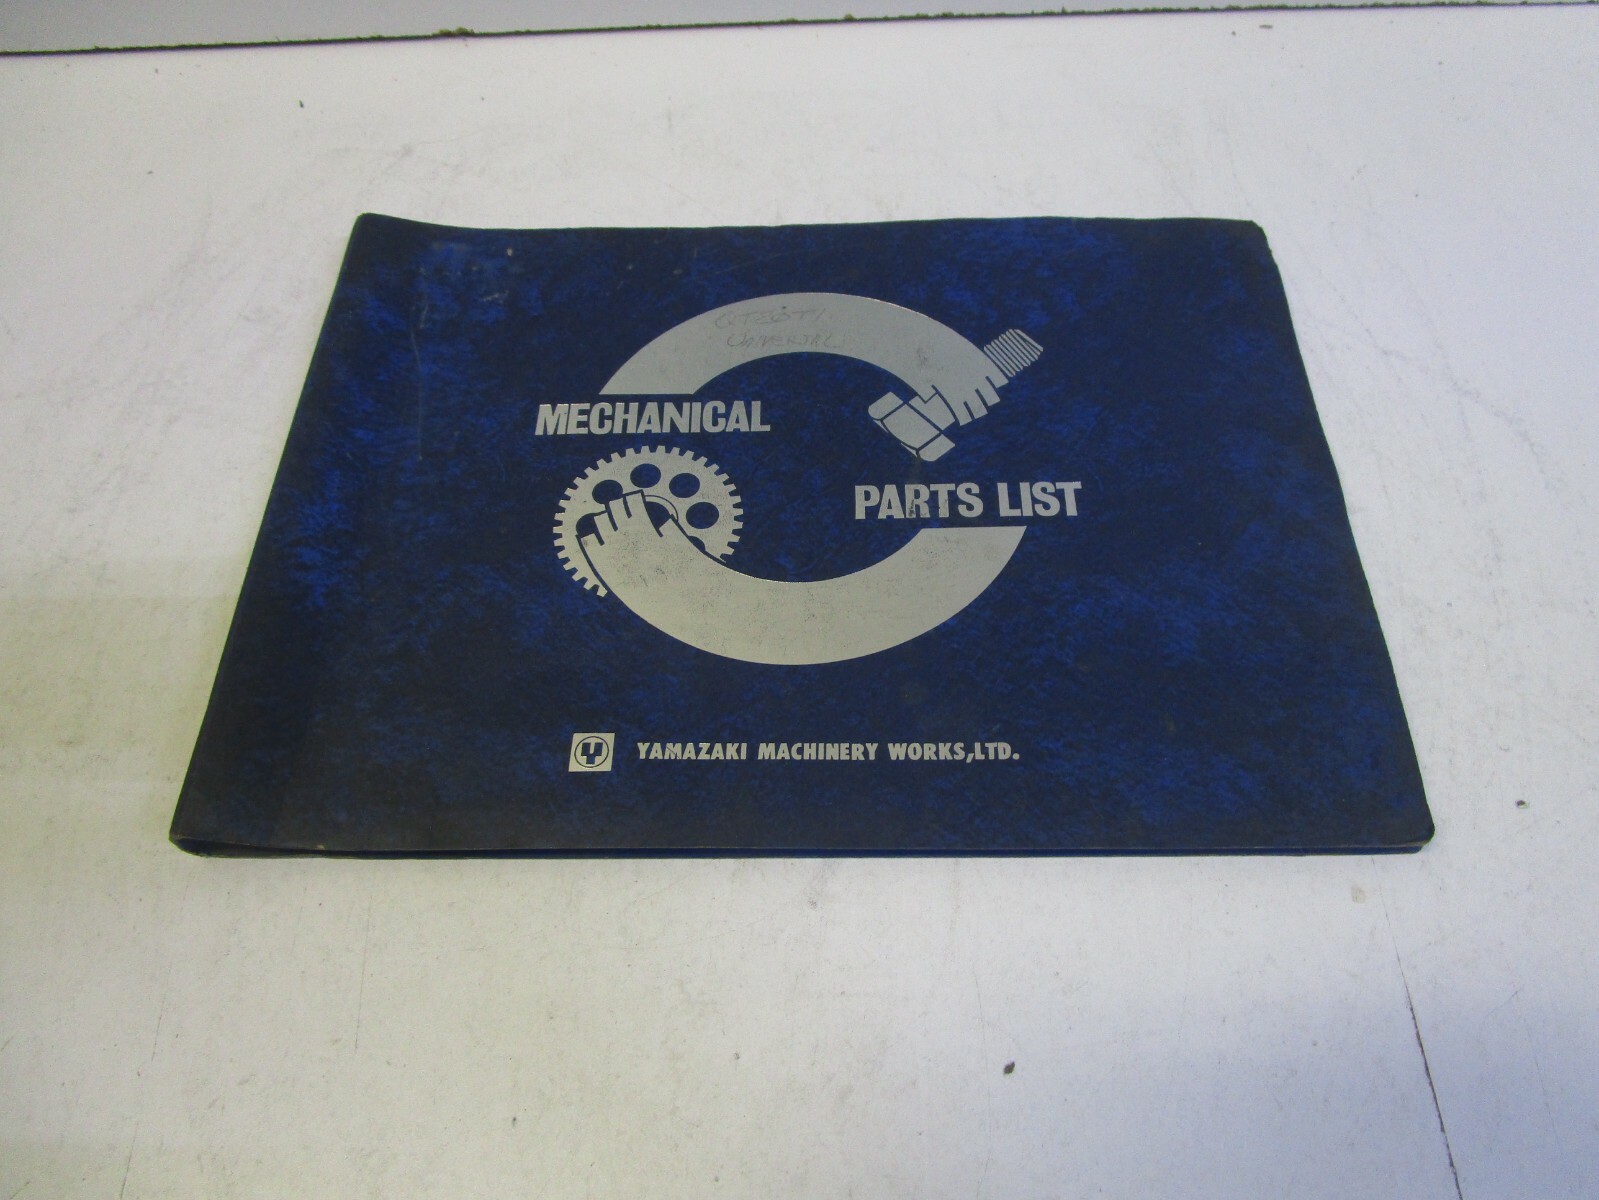 MECHANICAL
PARTS LIST
Y
YAMAZAKI MACHINERY WORKS,LTD.